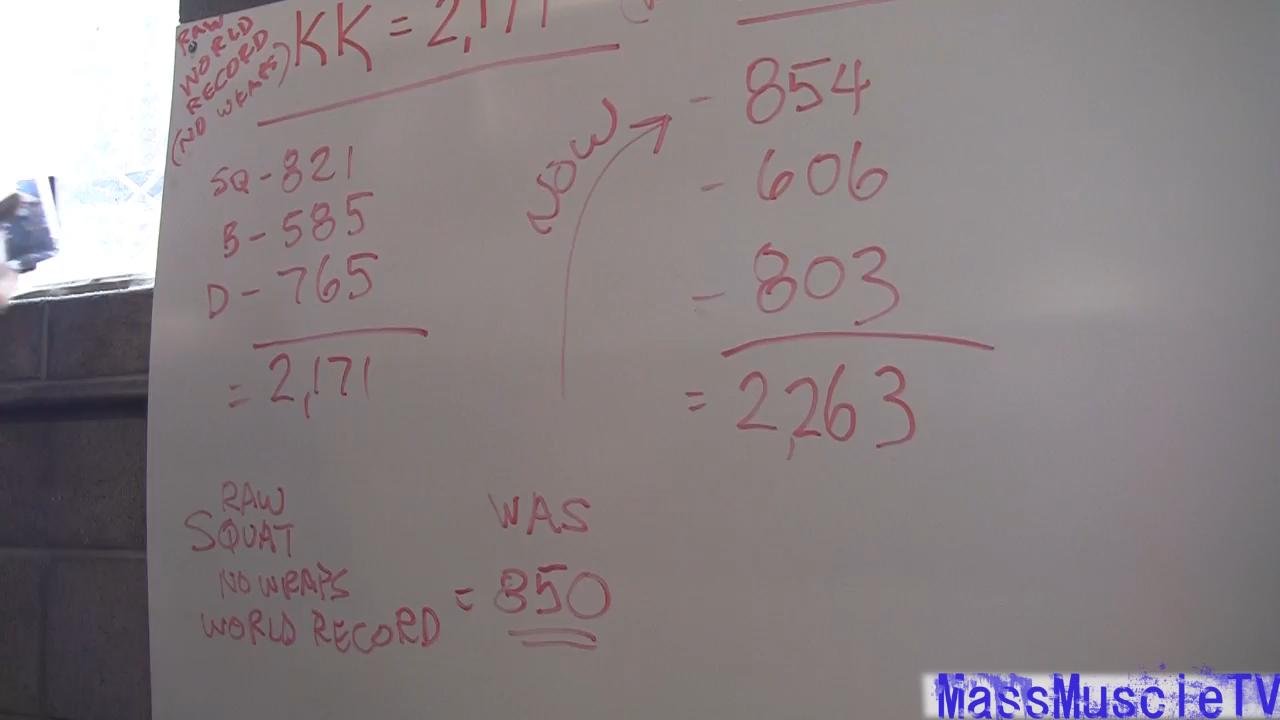 RAW
WORLD
RECORD
(NO WRAPS)
KK = 2,171
SQ - 821
B - 585
D - 765
= 2,171
NOW
- 854
- 606
- 803
= 2,263
RAW
SQUAT
NO WRAPS
WORLD RECORD
WAS
= 850
MassMuscleTV